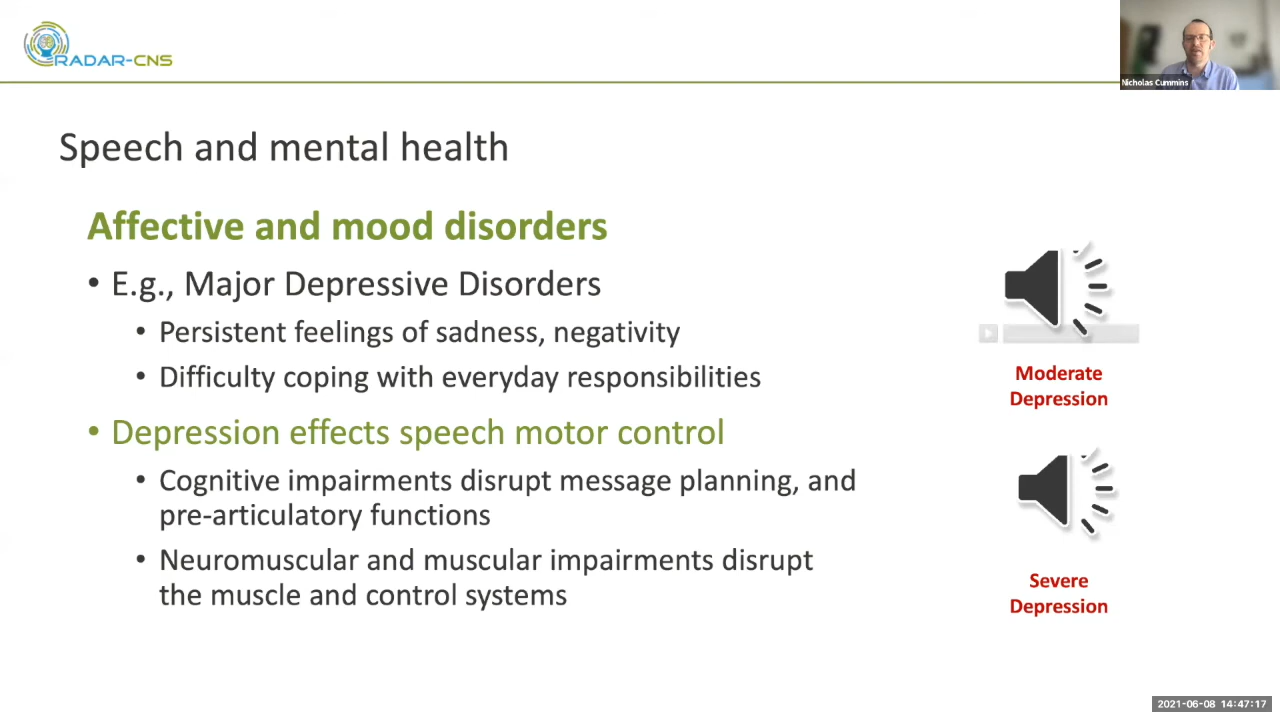 RADAR-CNS
Nicholas Cummins
Speech and mental health
Affective and mood disorders
• E.g., Major Depressive Disorders
• Persistent feelings of sadness, negativity
• Difficulty coping with everyday responsibilities
• Depression effects speech motor control
• Cognitive impairments disrupt message planning, and
pre-articulatory functions
• Neuromuscular and muscular impairments disrupt
the muscle and control systems
Moderate
Depression
Severe
Depression
2021-06-08 14:47:17